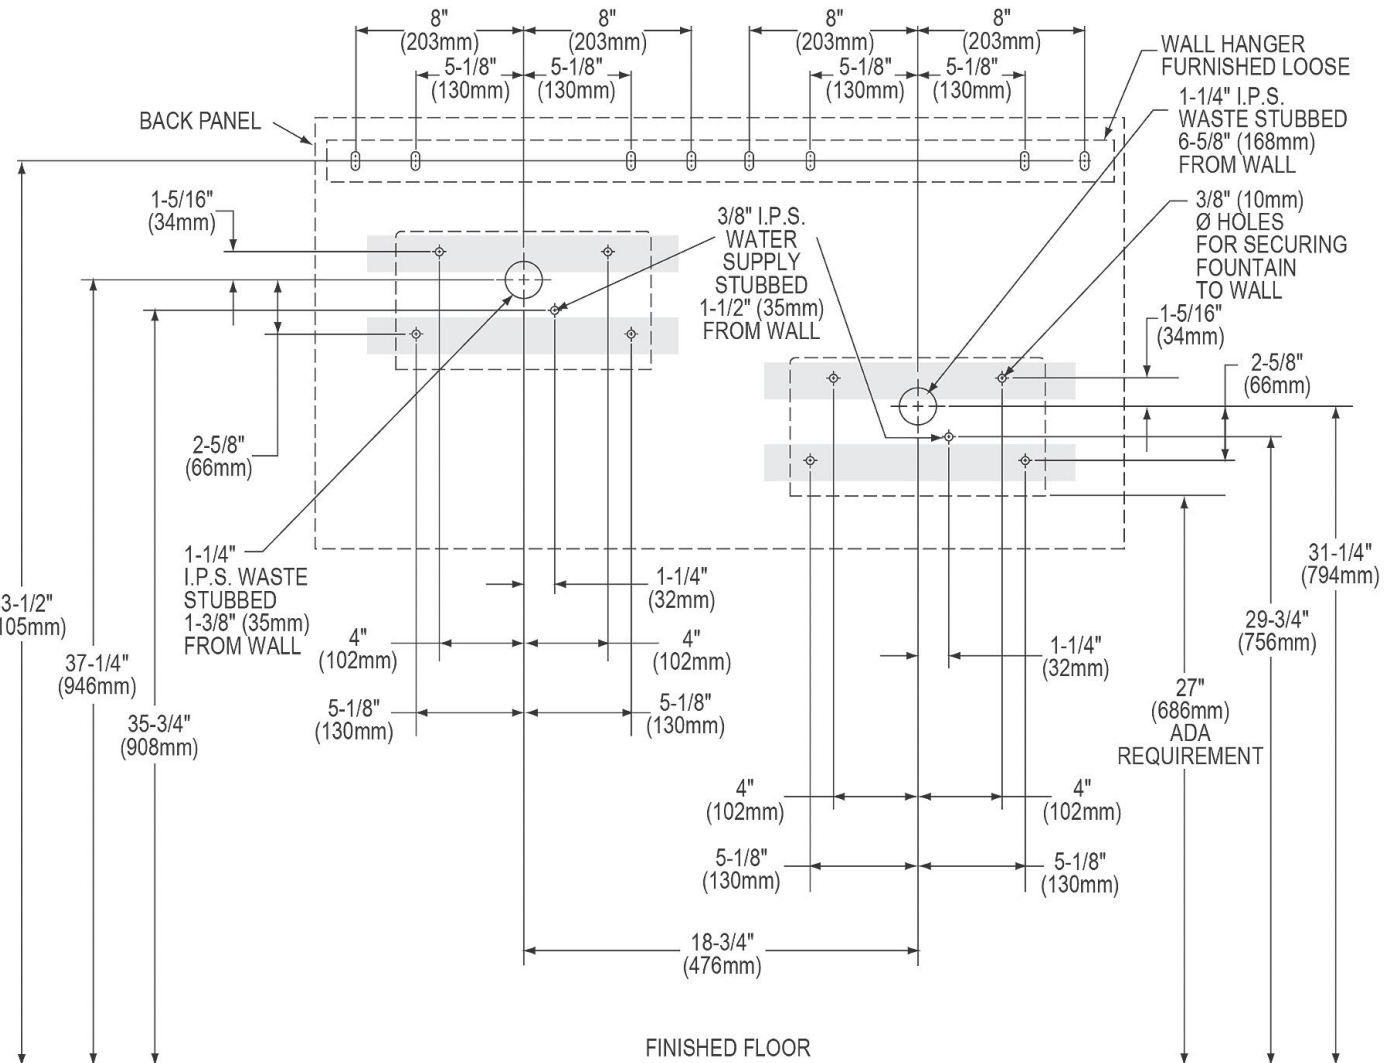 8"
(203mm)
8"
(203mm)
8"
(203mm)
8"
(203mm)
5-1/8"
(130mm)
5-1/8"
(130mm)
5-1/8"
(130mm)
5-1/8"
(130mm)
WALL HANGER
FURNISHED LOOSE
1-1/4" I.P.S.
WASTE STUBBED
6-5/8" (168mm)
FROM WALL
BACK PANEL
1-5/16"
(34mm)
3/8" I.P.S.
WATER
SUPPLY
STUBBED
1-1/2" (35mm)
FROM WALL
3/8" (10mm)
Ø HOLES
FOR SECURING
FOUNTAIN
TO WALL
1-5/16"
(34mm)
2-5/8"
(66mm)
2-5/8"
(66mm)
1-1/4"
I.P.S. WASTE
STUBBED
1-3/8" (35mm)
FROM WALL
1-1/4"
(32mm)
31-1/4"
(794mm)
3-1/2"
105mm)
29-3/4"
(756mm)
4"
(102mm)
4"
(102mm)
1-1/4"
(32mm)
37-1/4"
(946mm)
27"
(686mm)
ADA
REQUIREMENT
5-1/8"
(130mm)
5-1/8"
(130mm)
35-3/4"
(908mm)
4"
(102mm)
4"
(102mm)
5-1/8"
(130mm)
5-1/8"
(130mm)
18-3/4"
(476mm)
FINISHED FLOOR